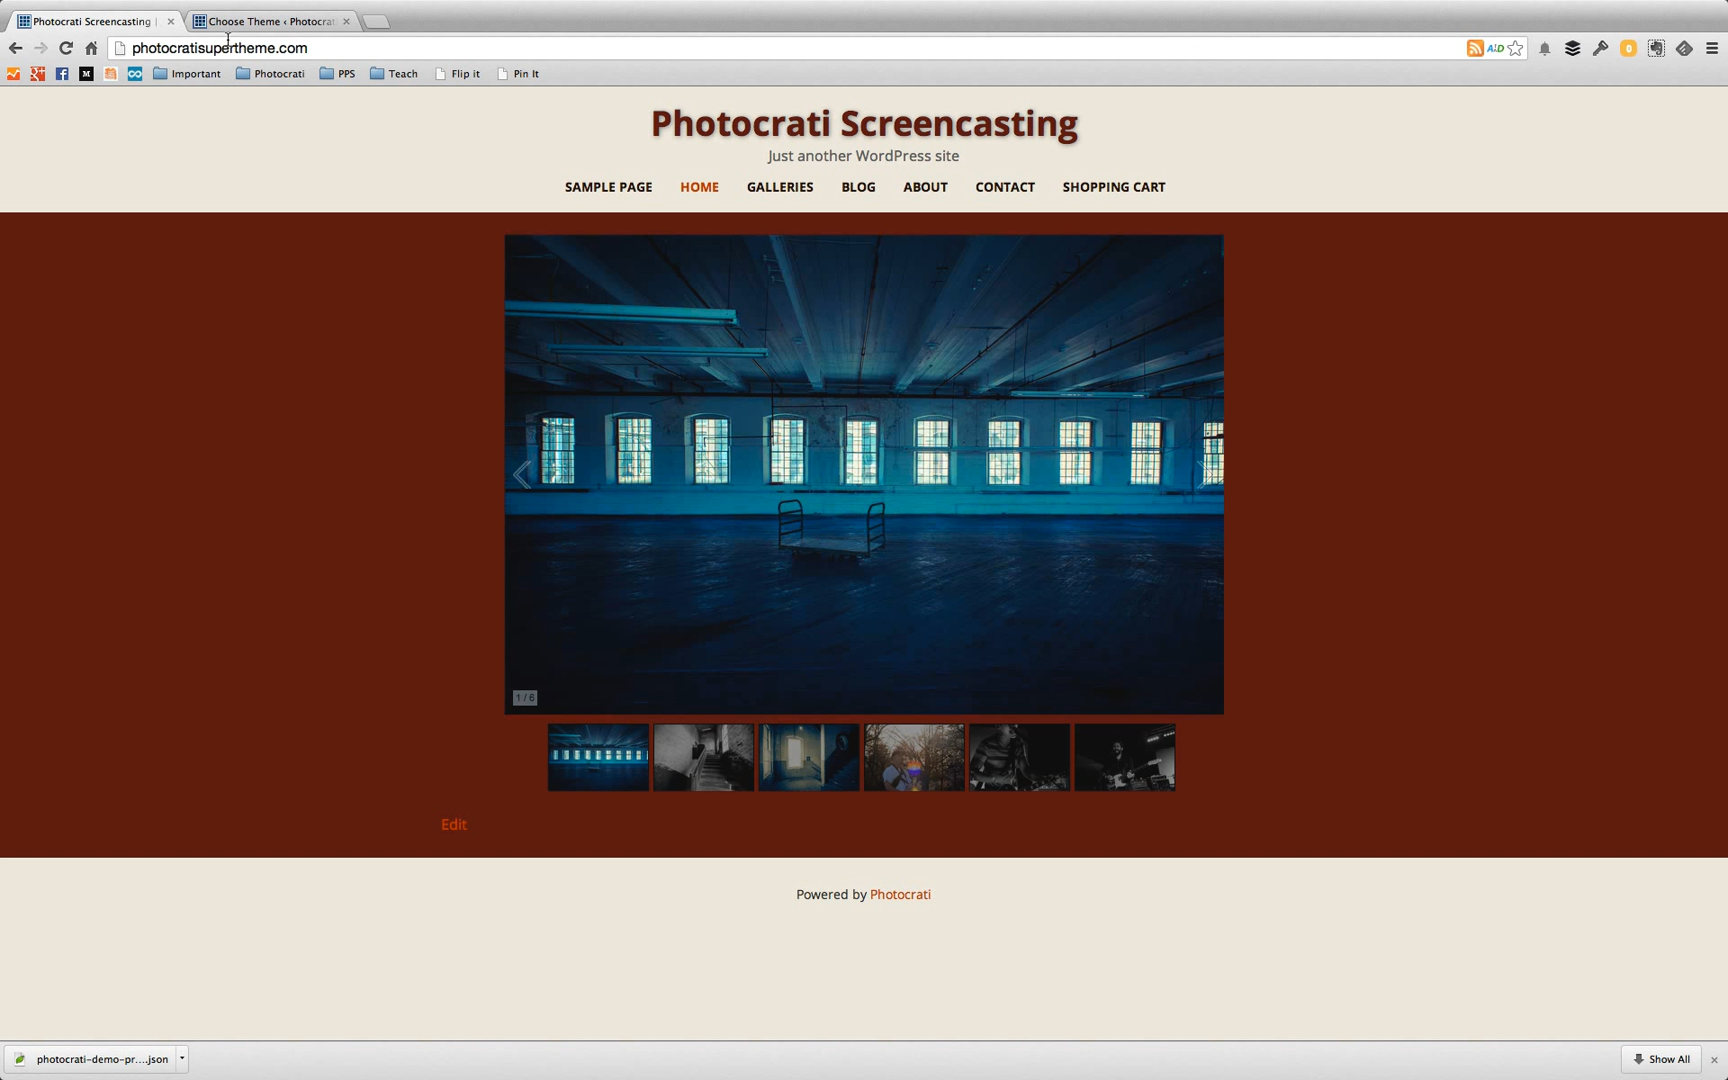 Photocrati Screencasting |
Choose Theme ‹ Photocrat
photocratisupertheme.com
Important
Photocrati
PPS
Teach
Flip it
Pin It
Photocrati Screencasting
Just another WordPress site
SAMPLE PAGE HOME GALLERIES BLOG ABOUT CONTACT SHOPPING CART
1 / 6
Edit
Powered by Photocrati
photocrati-demo-pr....json
Show All